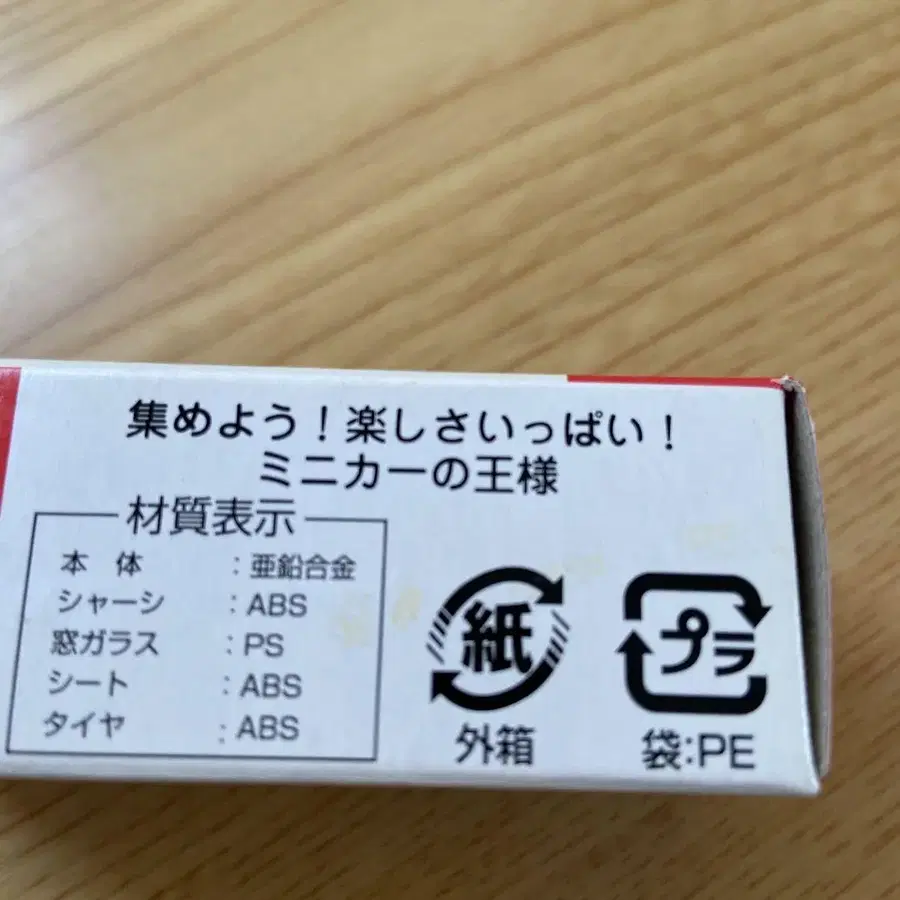 集めよう！楽しさいっぱい！
ミニカーの王様
材質表示
本体：亜鉛合金
シャーシ：ABS
窓ガラス：PS
シート：ABS
タイヤ：ABS
紙
外箱
プラ
袋：PE